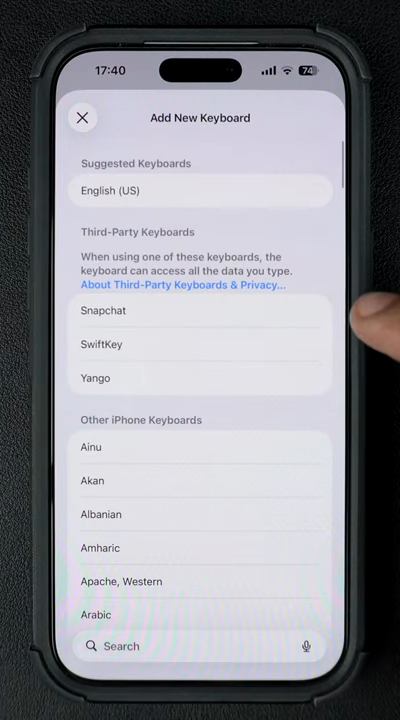 17:40
74
Add New Keyboard
Suggested Keyboards
English (US)
Third-Party Keyboards
When using one of these keyboards, the
keyboard can access all the data you type.
About Third-Party Keyboards & Privacy...
Snapchat
SwiftKey
Yango
Other iPhone Keyboards
Ainu
Akan
Albanian
Amharic
Apache, Western
Arabic
Search